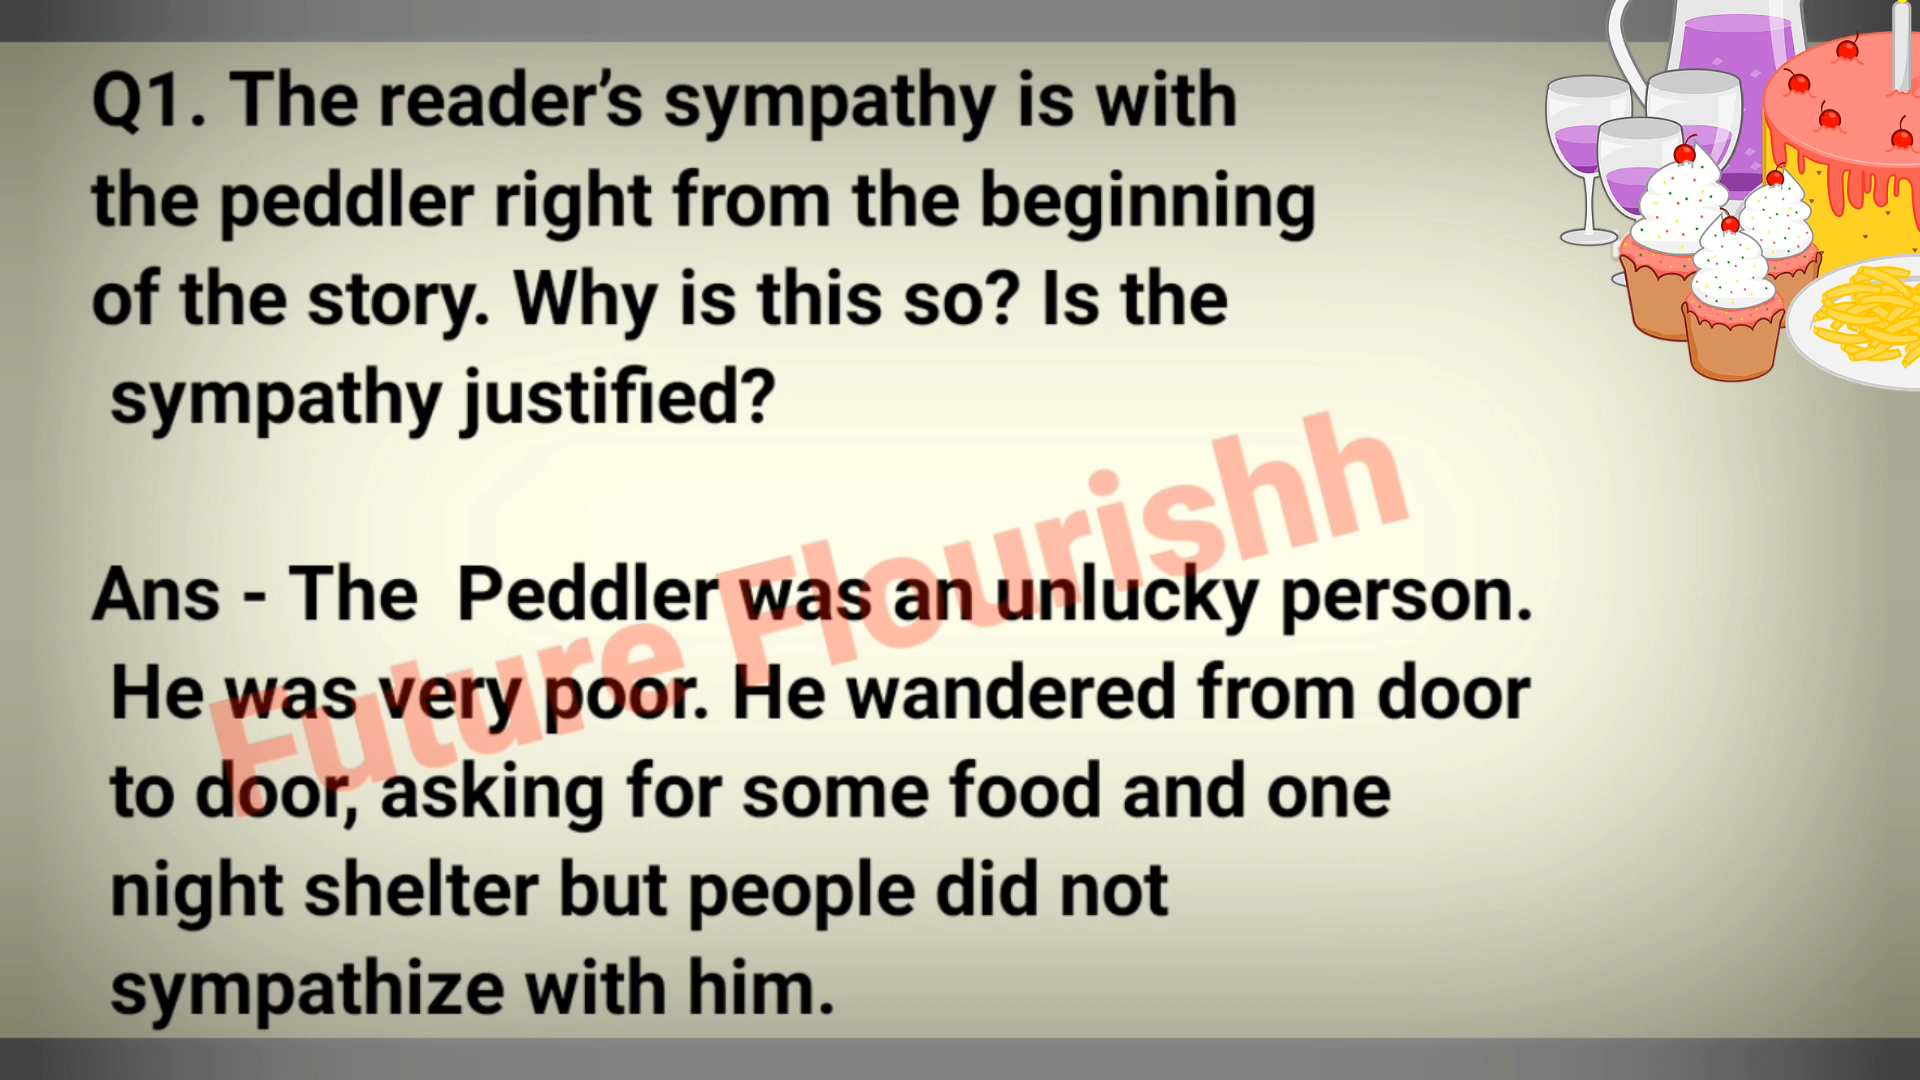 Q1. The reader’s sympathy is with
the peddler right from the beginning
of the story. Why is this so? Is the
sympathy justified?
Ans - The Peddler was an unlucky person.
He was very poor. He wandered from door
to door, asking for some food and one
night shelter but people did not
sympathize with him.
Future Flourishh